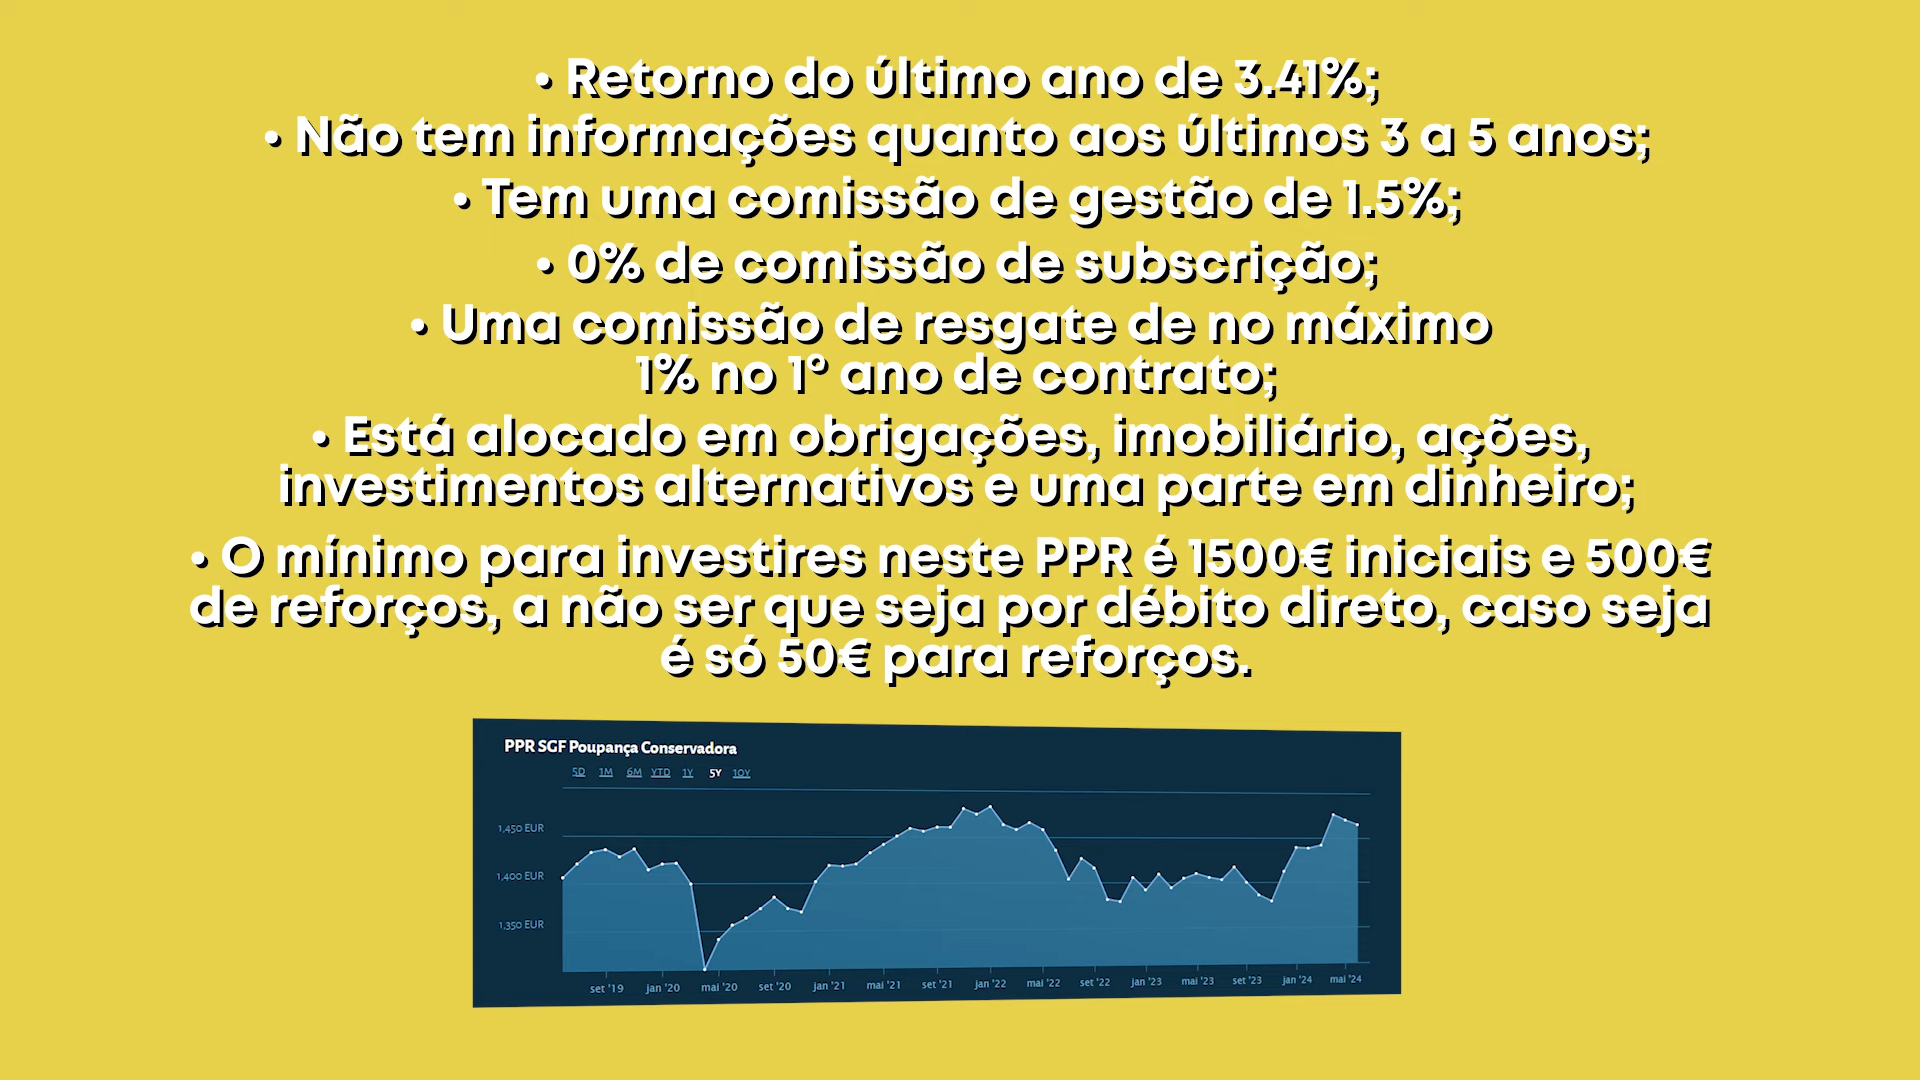 • Retorno do último ano de 3.41%;
• Não tem informações quanto aos últimos 3 a 5 anos;
• Tem uma comissão de gestão de 1.5%;
• 0% de comissão de subscrição;
• Uma comissão de resgate de no máximo
1% no 1º ano de contrato;
• Está alocado em obrigações, imobiliário, ações,
investimentos alternativos e uma parte em dinheiro;
• O mínimo para investires neste PPR é 1500€ iniciais e 500€
de reforços, a não ser que seja por débito direto, caso seja
é só 50€ para reforços.
PPR SGF Poupança Conservadora
5D 1M 6M YTD 1Y 5Y 10Y
1,450 EUR
1,400 EUR
1,350 EUR
set '19 jan '20 mai '20 set '20 jan '21 mai '21 set '21 jan '22 mai '22 set '22 jan '23 mai '23 set '23 jan '24 mai '24